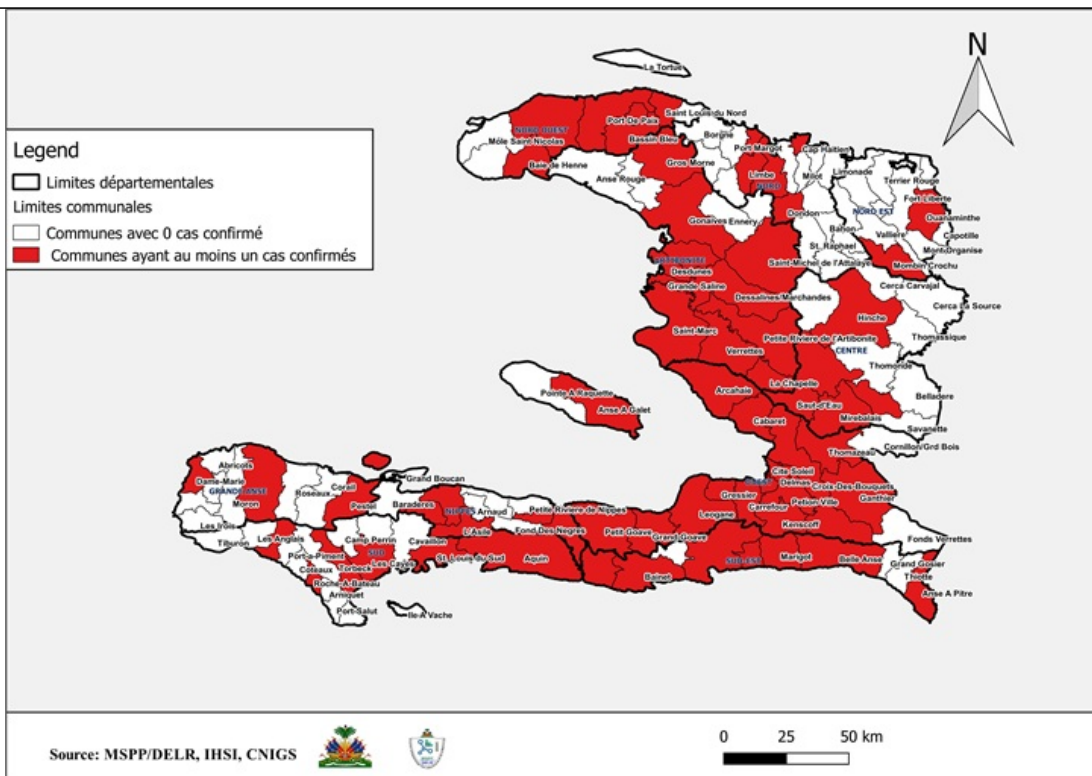 N
La Tortue
Legend
Limites départementales
Limites communales
Communes avec 0 cas confirmé
Communes ayant au moins un cas confirmés
Saint Louis du Nord
Port De Paix
NORD OUEST
Môle Saint Nicolas
Bassin Bleu
Borgne
Port Margot
Cap Haïtien
Baie de Henne
Gros Morne
Anse Rouge
Limbe
NORD
Milot
Limonade
Terrier Rouge
Fort Liberte
NORD EST
Ouanaminthe
Gonaives
Ennery
Dondon
Bahon
Valliere
Capotille
Mont-Organise
St. Raphael
Saint-Michel de l'Attalaye
Mombin Crochu
ARTIBONITE
Desdunes
Grande Saline
Dessalines/Marchandes
Cerca Carvajal
Cerca La Source
Hinche
Saint-Marc
Petite Riviere de l'Artibonite
Thomassique
Verrettes
CENTRE
Thomonde
La Chapelle
Belladere
Pointe A Raquette
Anse A Galet
Arcahaie
Saut-d'Eau
Mirebalais
Cabaret
Savanette
Cornillon/Grd Bois
Thomazeau
Abricots
Dame-Marie
GRANDE ANSE
Moron
Roseaux
Corail
Pestel
Grand Boucan
Baraderes
NIPPES
Arnaud
Petite Riviere de Nippes
Cite Soleil
OUEST
Delmas
Croix-Des-Bouquets
Gressier
Carrefour
Petion-Ville
Ganthier
Leogane
Kenscoff
Les Irois
Tiburon
Les Anglais
Camp Perrin
Cavaillon
L'Asile
Fond Des Negres
Petit Goave
Grand Goave
Fonds Verrettes
Port-a-Piment
SUD
Les Cayes
St. Louis du Sud
Aquin
Coteaux
Torbeck
Roche-A-Bateau
Arniquet
Port-Salut
Ile-A Vache
Bainet
SUD-EST
Marigot
Belle Anse
Grand Gosier
Thiotte
Anse A Pitre
Source: MSPP/DELR, IHSI, CNIGS
0 25 50 km